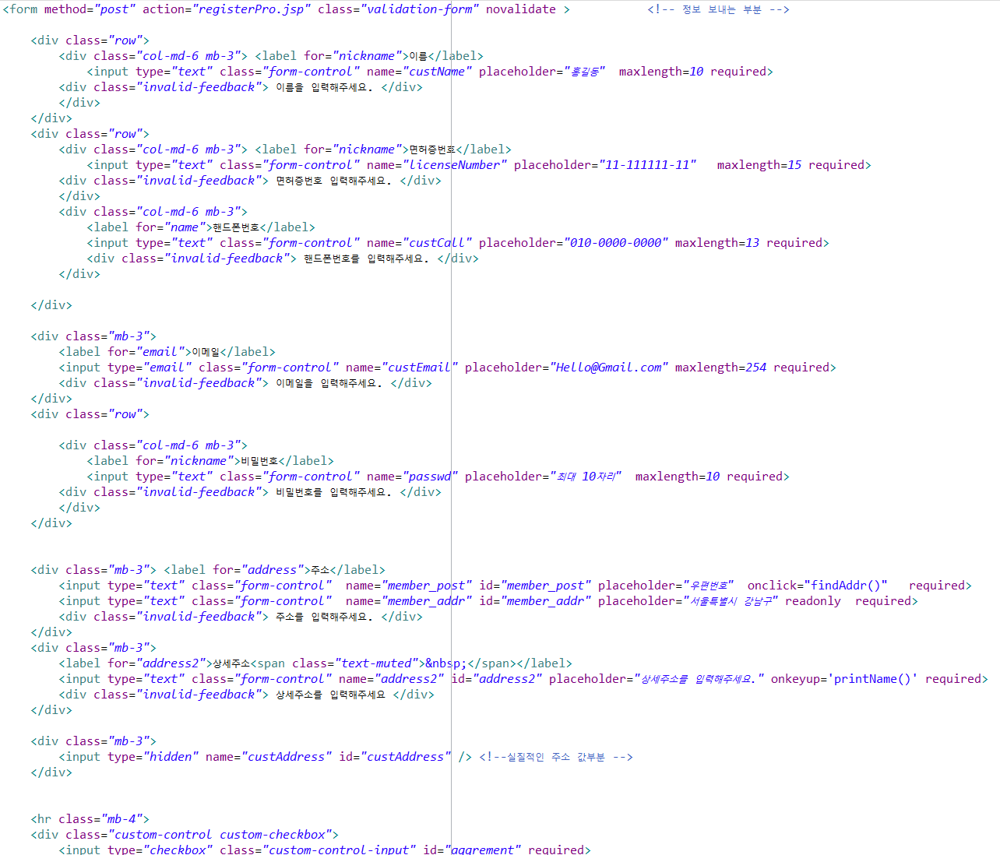 <form method="post" action="registerPro.jsp" class="validation-form" novalidate > <!-- 정보 보내는 부분 -->
<div class="row">
<div class="col-md-6 mb-3"> <label for="nickname">이름</label>
<input type="text" class="form-control" name="custName" placeholder="홍길동" maxlength=10 required>
<div class="invalid-feedback"> 이름을 입력해주세요. </div>
</div>
</div>
<div class="row">
<div class="col-md-6 mb-3"> <label for="nickname">면허증번호</label>
<input type="text" class="form-control" name="licenseNumber" placeholder="11-111111-11" maxlength=15 required>
<div class="invalid-feedback"> 면허증번호 입력해주세요. </div>
</div>
<div class="col-md-6 mb-3">
<label for="name">핸드폰번호</label>
<input type="text" class="form-control" name="custCall" placeholder="010-0000-0000" maxlength=13 required>
<div class="invalid-feedback"> 핸드폰번호를 입력해주세요. </div>
</div>
</div>
<div class="mb-3">
<label for="email">이메일</label>
<input type="email" class="form-control" name="custEmail" placeholder="Hello@Gmail.com" maxlength=254 required>
<div class="invalid-feedback"> 이메일을 입력해주세요. </div>
</div>
<div class="row">
<div class="col-md-6 mb-3">
<label for="nickname">비밀번호</label>
<input type="text" class="form-control" name="passwd" placeholder="최대 10자리" maxlength=10 required>
<div class="invalid-feedback"> 비밀번호를 입력해주세요. </div>
</div>
</div>
<div class="mb-3"> <label for="address">주소</label>
<input type="text" class="form-control" name="member_post" id="member_post" placeholder="우편번호" onclick="findAddr()" required>
<input type="text" class="form-control" name="member_addr" id="member_addr" placeholder="서울특별시 강남구" readonly required>
<div class="invalid-feedback"> 주소를 입력해주세요. </div>
</div>
<div class="mb-3">
<label for="address2">상세주소<span class="text-muted">&nbsp;</span></label>
<input type="text" class="form-control" name="address2" id="address2" placeholder="상세주소를 입력해주세요." onkeyup='printName()' required>
<div class="invalid-feedback"> 상세주소를 입력해주세요 </div>
</div>
<div class="mb-3">
<input type="hidden" name="custAddress" id="custAddress" /> <!--실질적인 주소 값부분 -->
</div>
<hr class="mb-4">
<div class="custom-control custom-checkbox">
<input type="checkbox" class="custom-control-input" id="aggrement" required>